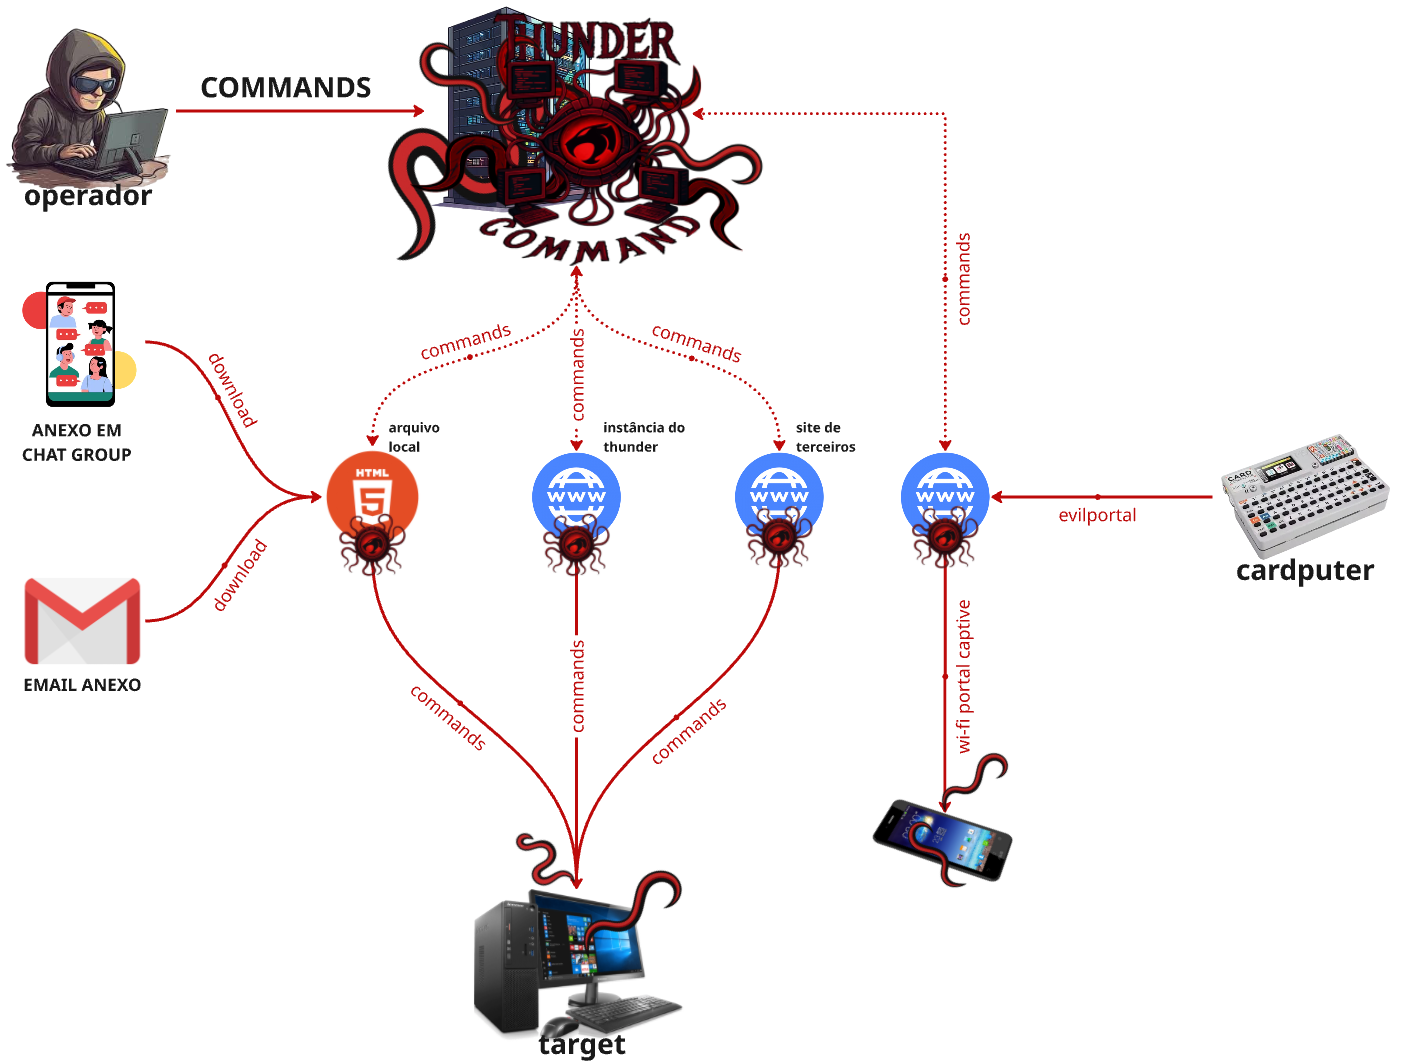 THUNDER
COMMAND
COMMANDS
operador
commands
commands
commands
commands
download
ANEXO EM
CHAT GROUP
arquivo
local
instância do
thunder
site de
terceiros
HTML
5
WWW
WWW
WWW
CARD
evilportal
cardputer
download
EMAIL ANEXO
commands
commands
commands
wi-fi portal captive
target